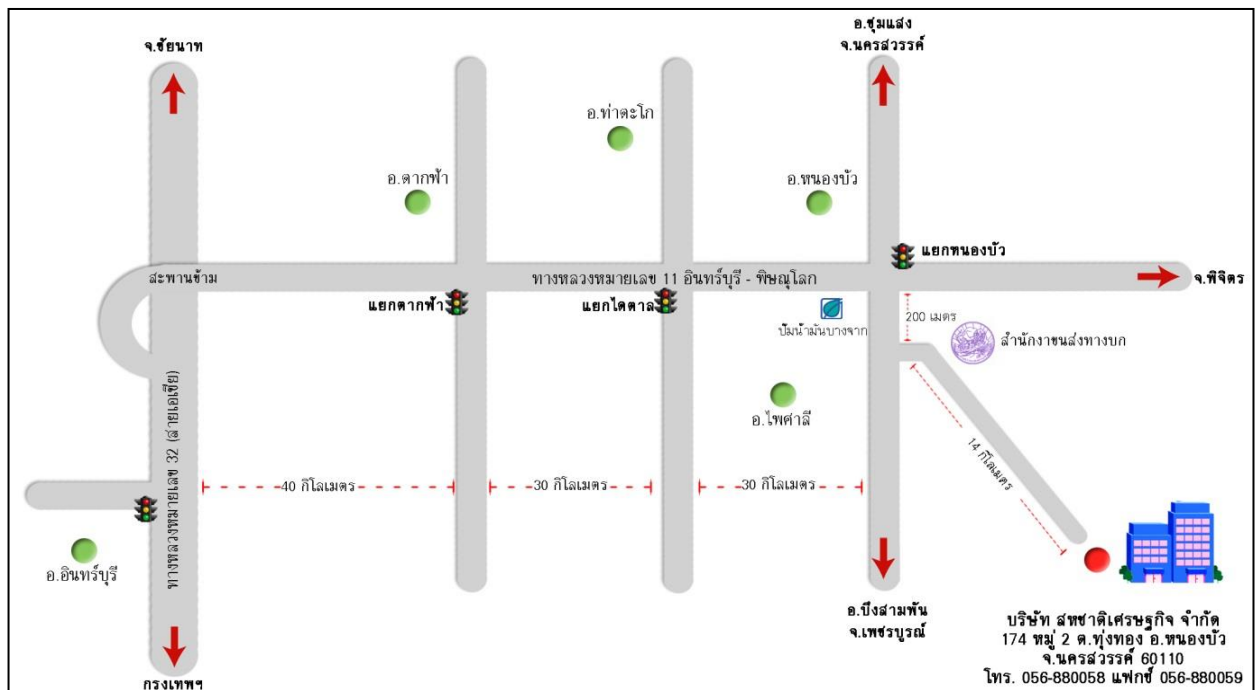 จ.ชัยนาท
อ.ชุมแสง
จ.นครสวรรค์
อ.ท่าตะโก
อ.ตากฟ้า
อ.หนองบัว
แยกหนองบัว
สะพานข้าม
ทางหลวงหมายเลข 11 อินทร์บุรี - พิษณุโลก
จ.พิจิตร
แยกตากฟ้า
แยกไดตาล
ปั๊มน้ำมันบางจาก
200 เมตร
สำนักงาขนส่งทางบก
ทางหลวงหมายเลข 32 (สายเอเซีย)
อ.ไพศาลี
14 กิโลเมตร
40 กิโลเมตร
30 กิโลเมตร
30 กิโลเมตร
อ.อินทร์บุรี
กรุงเทพฯ
อ.บึงสามพัน
จ.เพชรบูรณ์
บริษัท สหชาติเศรษฐกิจ จำกัด
174 หมู่ 2 ต.ทุ่งทอง อ.หนองบัว
จ.นครสวรรค์ 60110
โทร. 056-880058 แฟกซ์ 056-880059